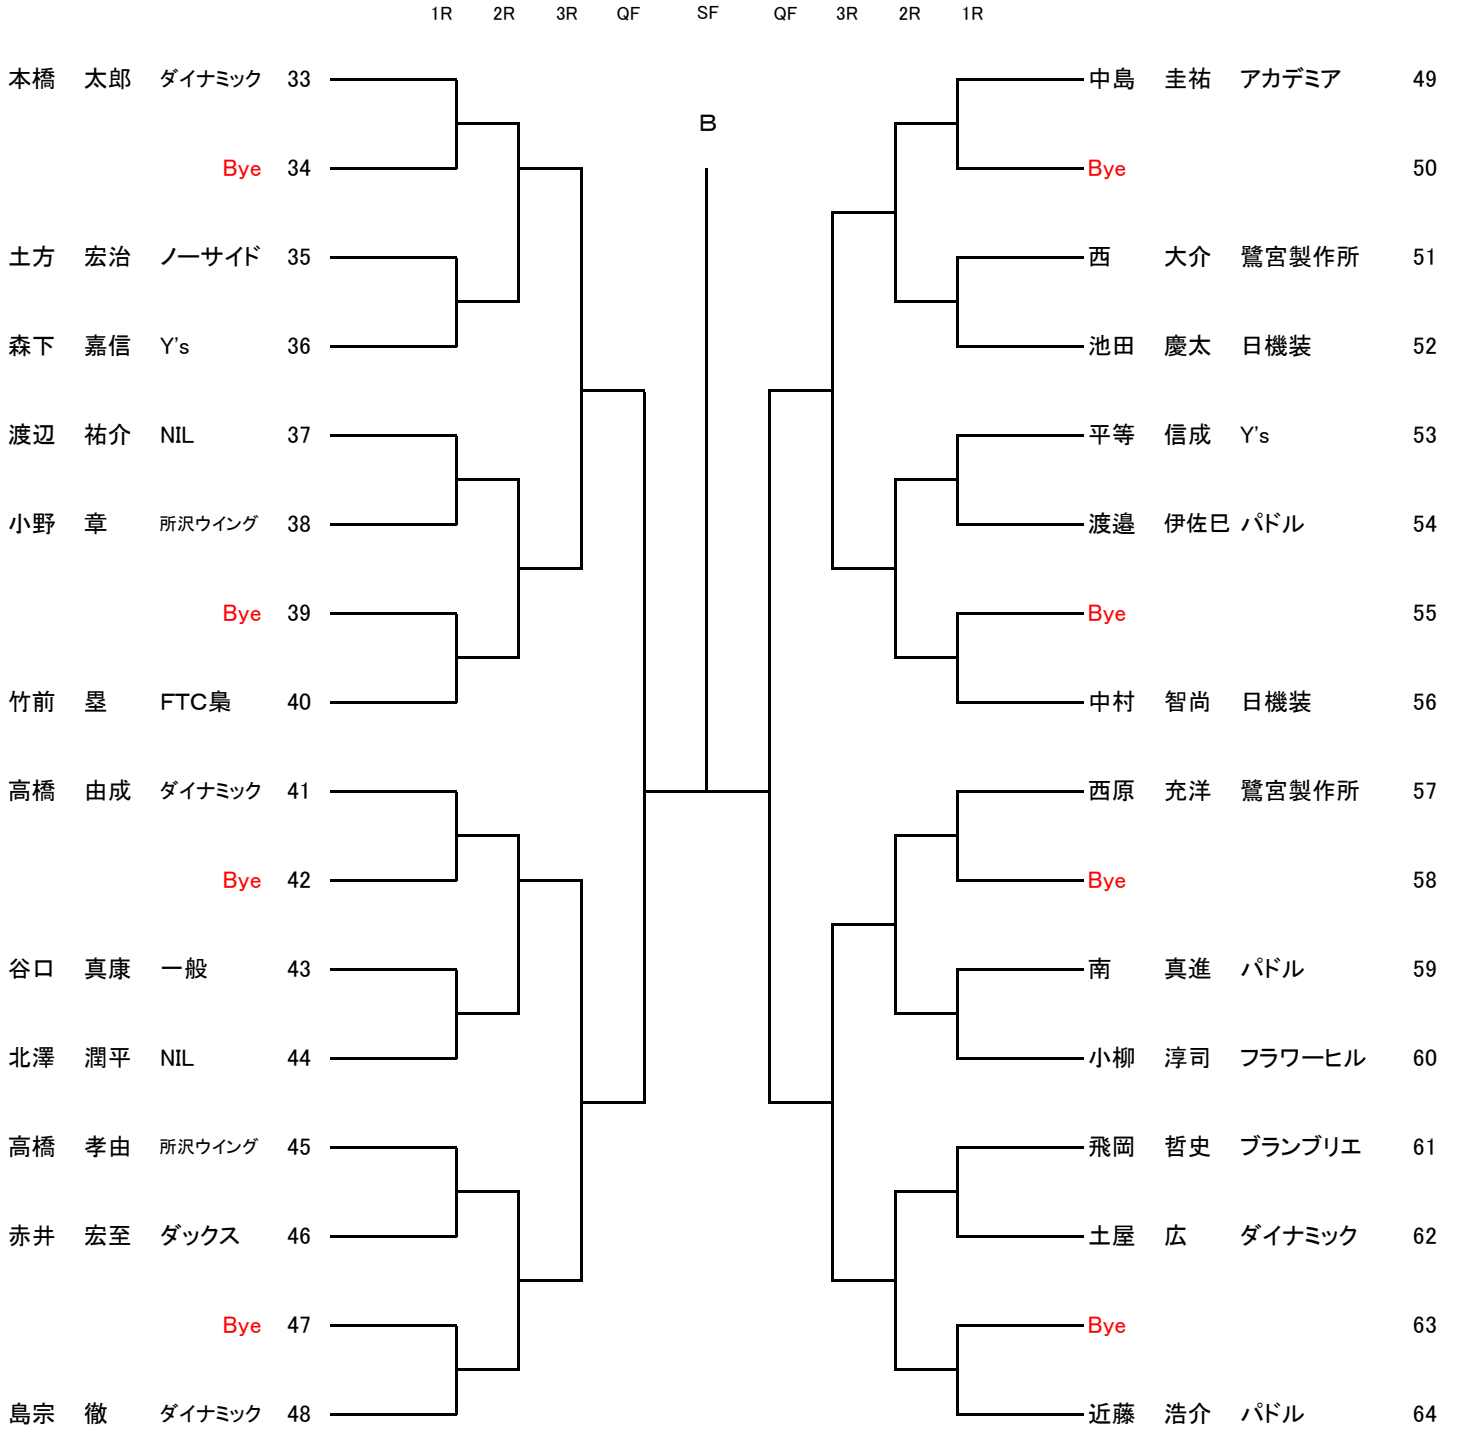 1R 2R 3R QF SF QF 3R 2R 1R
本橋 太郎 ダイナミック 33 中島 圭祐 アカデミア 49
B
Bye 34 Bye 50
土方 宏治 ノーサイド 35 西 大介 鷺宮製作所 51
森下 嘉信 Y's 36 池田 慶太 日機装 52
渡辺 祐介 NIL 37 平等 信成 Y's 53
小野 章 所沢ウイング 38 渡邉 伊佐巳 パドル 54
Bye 39 Bye 55
竹前 塁 FTC梟 40 中村 智尚 日機装 56
高橋 由成 ダイナミック 41 西原 充洋 鷺宮製作所 57
Bye 42 Bye 58
谷口 真康 一般 43 南 真進 パドル 59
北澤 潤平 NIL 44 小柳 淳司 フラワーヒル 60
高橋 孝由 所沢ウイング 45 飛岡 哲史 ブランブリエ 61
赤井 宏至 ダックス 46 土屋 広 ダイナミック 62
Bye 47 Bye 63
島宗 徹 ダイナミック 48 近藤 浩介 パドル 64